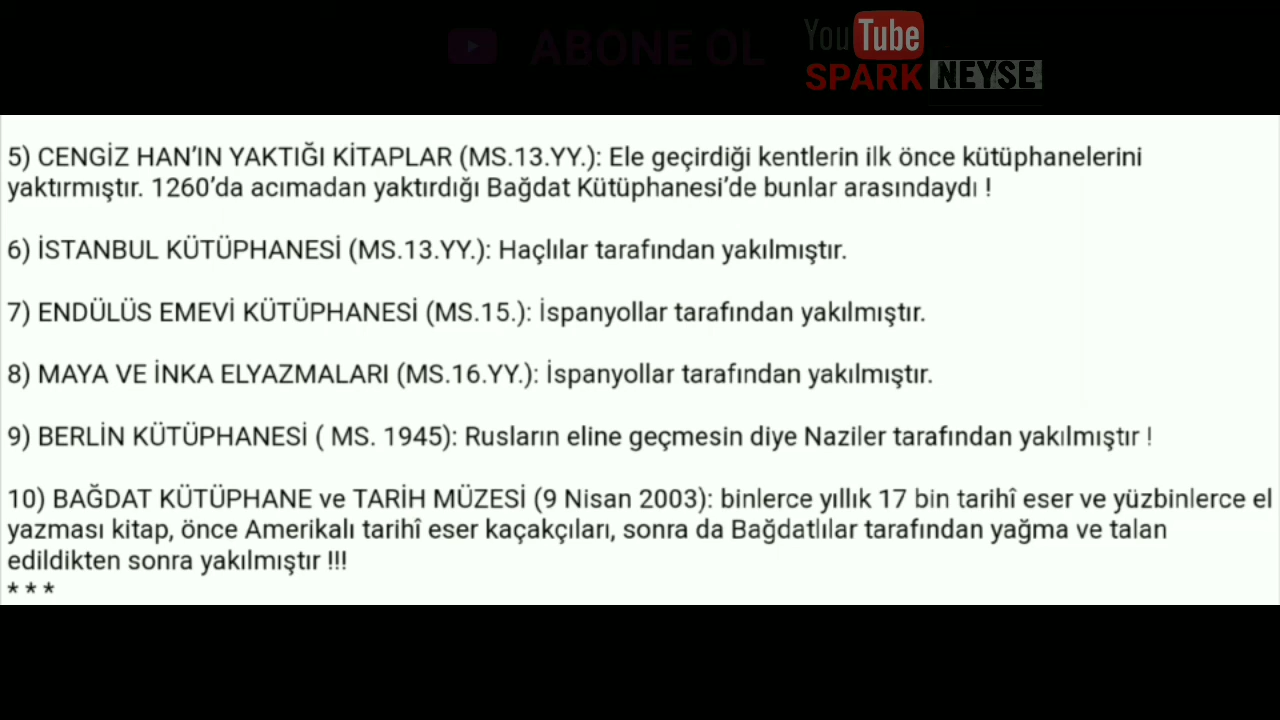 ABONE OL
YouTube
SPARK NEYSE
5) CENGİZ HAN’IN YAKTIĞI KİTAPLAR (MS.13.YY.): Ele geçirdiği kentlerin ilk önce kütüphanelerini
yaktırmıştır. 1260’da acımadan yaktırdığı Bağdat Kütüphanesi’de bunlar arasındaydı !
6) İSTANBUL KÜTÜPHANESİ (MS.13.YY.): Haçlılar tarafından yakılmıştır.
7) ENDÜLÜS EMEVİ KÜTÜPHANESİ (MS.15.): İspanyollar tarafından yakılmıştır.
8) MAYA VE İNKA ELYAZMALARI (MS.16.YY.): İspanyollar tarafından yakılmıştır.
9) BERLİN KÜTÜPHANESİ ( MS. 1945): Rusların eline geçmesin diye Naziler tarafından yakılmıştır !
10) BAĞDAT KÜTÜPHANE ve TARİH MÜZESİ (9 Nisan 2003): binlerce yıllık 17 bin tarihî eser ve yüzbinlerce el
yazması kitap, önce Amerikalı tarihî eser kaçakçıları, sonra da Bağdatlılar tarafından yağma ve talan
edildikten sonra yakılmıştır !!!
* * *